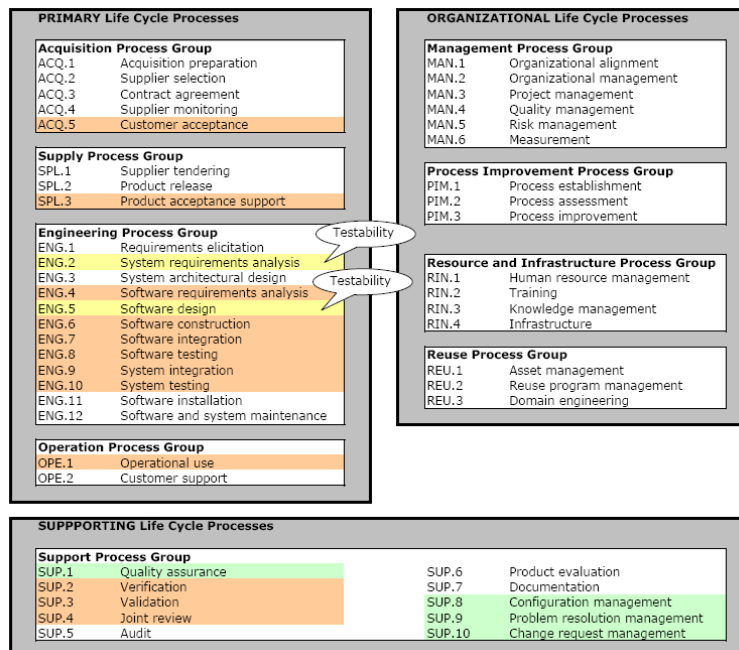 PRIMARY Life Cycle Processes
Acquisition Process Group
ACQ.1 Acquisition preparation
ACQ.2 Supplier selection
ACQ.3 Contract agreement
ACQ.4 Supplier monitoring
ACQ.5 Customer acceptance
Supply Process Group
SPL.1 Supplier tendering
SPL.2 Product release
SPL.3 Product acceptance support
Engineering Process Group
ENG.1 Requirements elicitation
ENG.2 System requirements analysis
ENG.3 System architectural design
ENG.4 Software requirements analysis
ENG.5 Software design
ENG.6 Software construction
ENG.7 Software integration
ENG.8 Software testing
ENG.9 System integration
ENG.10 System testing
ENG.11 Software installation
ENG.12 Software and system maintenance
Testability
Testability
Operation Process Group
OPE.1 Operational use
OPE.2 Customer support
ORGANIZATIONAL Life Cycle Processes
Management Process Group
MAN.1 Organizational alignment
MAN.2 Organizational management
MAN.3 Project management
MAN.4 Quality management
MAN.5 Risk management
MAN.6 Measurement
Process Improvement Process Group
PIM.1 Process establishment
PIM.2 Process assessment
PIM.3 Process improvement
Resource and Infrastructure Process Group
RIN.1 Human resource management
RIN.2 Training
RIN.3 Knowledge management
RIN.4 Infrastructure
Reuse Process Group
REU.1 Asset management
REU.2 Reuse program management
REU.3 Domain engineering
SUPPPORTING Life Cycle Processes
Support Process Group
SUP.1 Quality assurance
SUP.2 Verification
SUP.3 Validation
SUP.4 Joint review
SUP.5 Audit
SUP.6 Product evaluation
SUP.7 Documentation
SUP.8 Configuration management
SUP.9 Problem resolution management
SUP.10 Change request management